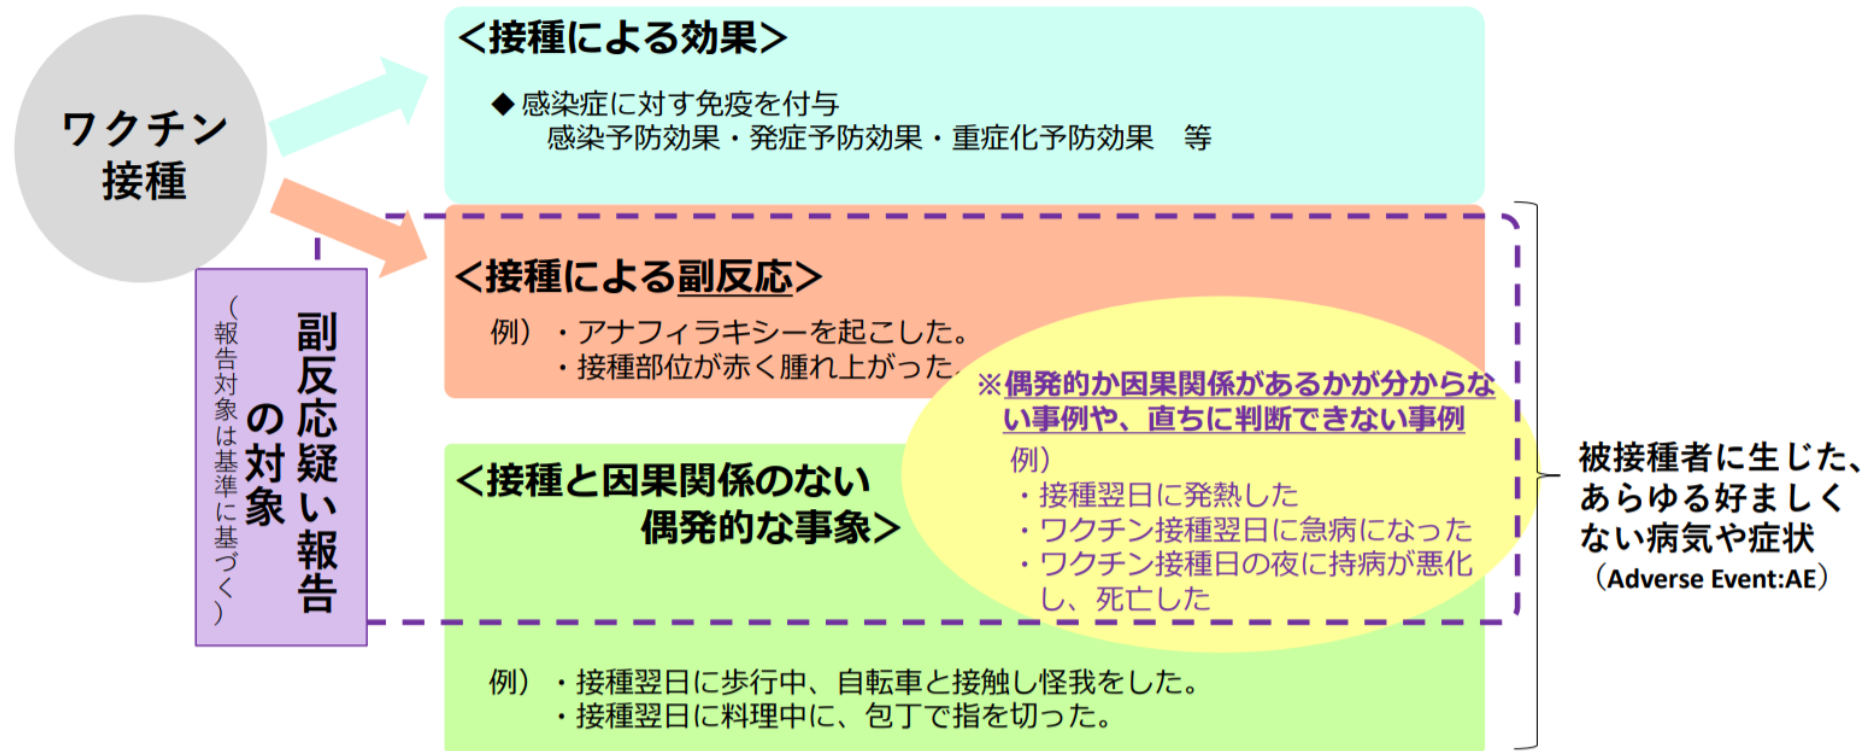 ワクチン
接種
＜接種による効果＞
◆ 感染症に対す免疫を付与
感染予防効果・発症予防効果・重症化予防効果　等
＜接種による副反応＞
例）・アナフィラキシーを起こした。
・接種部位が赤く腫れ上がった。
副反応疑い報告
の対象
（報告対象は基準に基づく）
※偶発的か因果関係があるかが分からな
い事例や、直ちに判断できない事例
例）
・接種翌日に発熱した
・ワクチン接種翌日に急病になった
・ワクチン接種日の夜に持病が悪化
し、死亡した
＜接種と因果関係のない
偶発的な事象＞
例）・接種翌日に歩行中、自転車と接触し怪我をした。
・接種翌日に料理中に、包丁で指を切った。
被接種者に生じた、
あらゆる好ましく
ない病気や症状
（Adverse Event:AE）